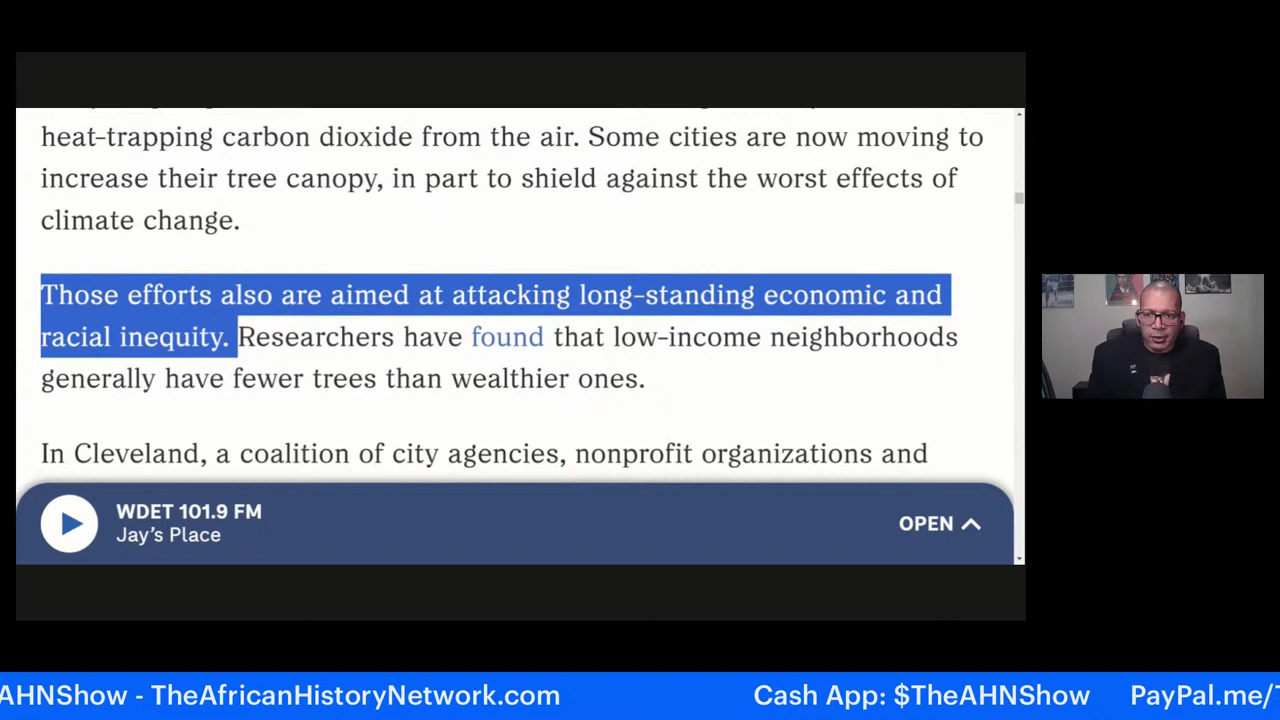 heat-trapping carbon dioxide from the air. Some cities are now moving to
increase their tree canopy, in part to shield against the worst effects of
climate change.
Those efforts also are aimed at attacking long-standing economic and
racial inequity. Researchers have found that low-income neighborhoods
generally have fewer trees than wealthier ones.
In Cleveland, a coalition of city agencies, nonprofit organizations and
WDET 101.9 FM
Jay's Place
OPEN
AHNShow - TheAfricanHistoryNetwork.com Cash App: $TheAHNShow PayPal.me/T